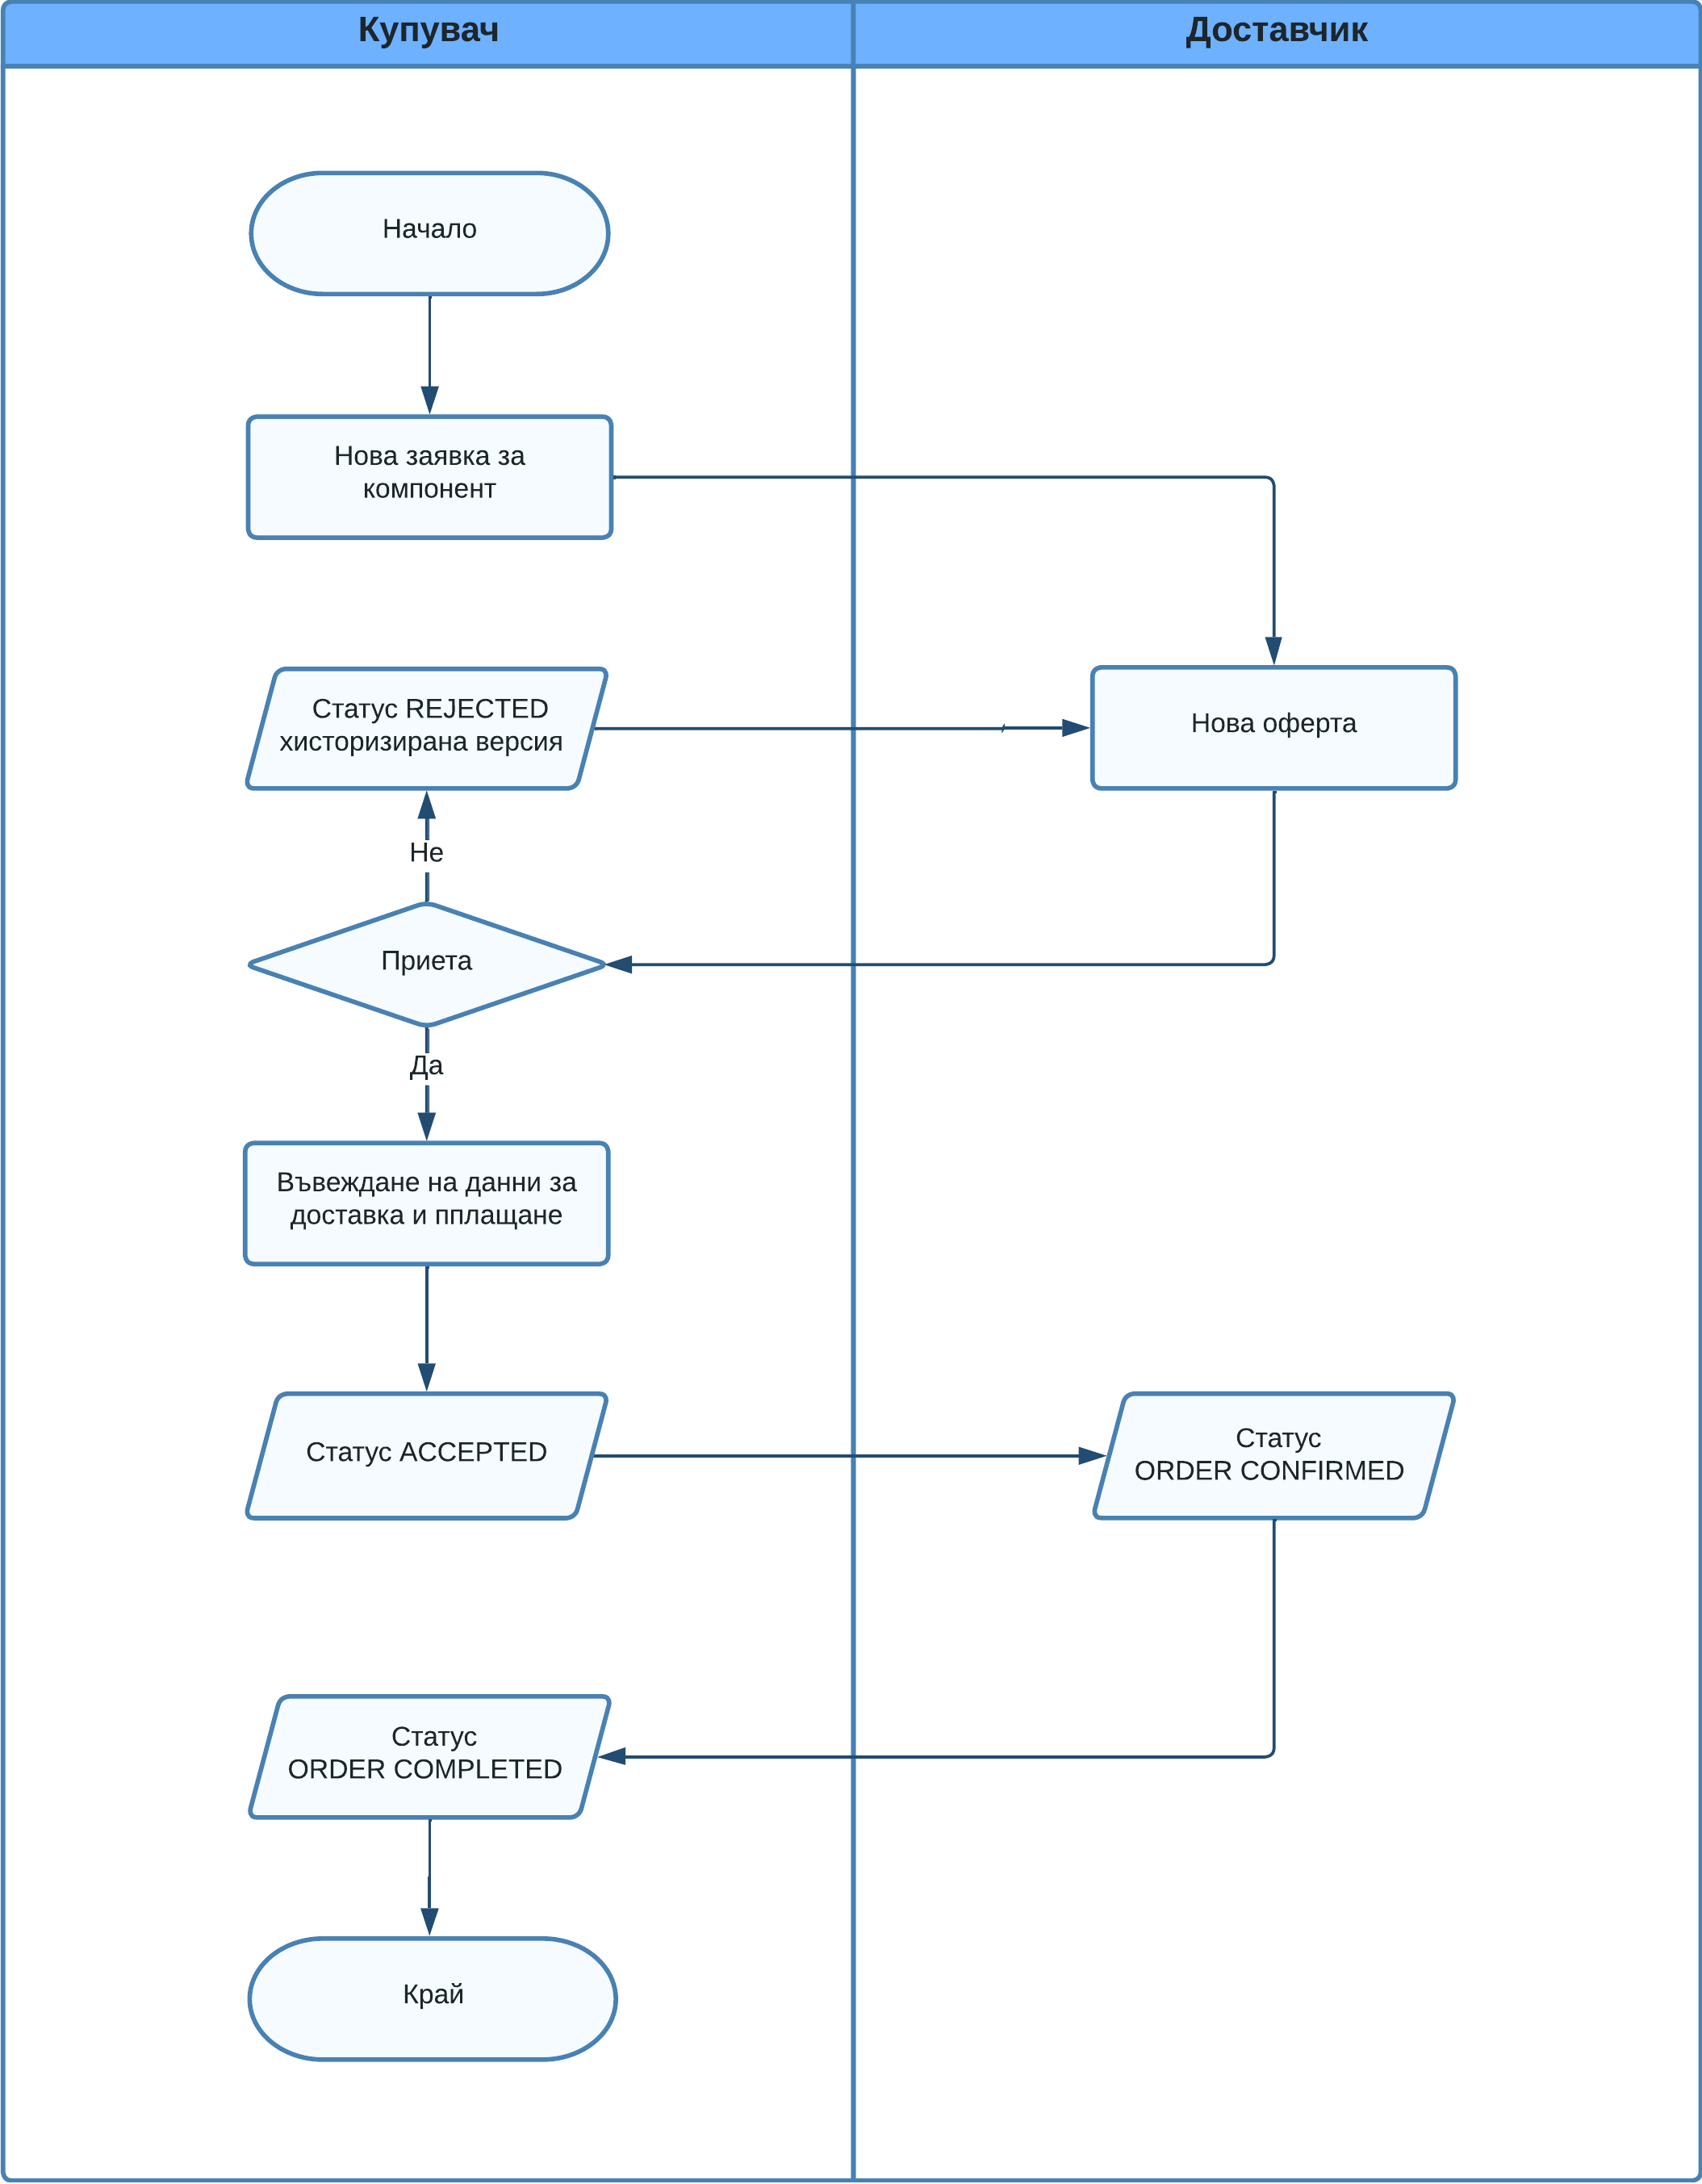 Купувач
Доставчик
Начало
Нова заявка за
компонент
Статус REJECTED
хисторизирана версия
Нова оферта
Не
Приета
Да
Въвеждане на данни за
доставка и пплащане
Статус ACCEPTED
Статус
ORDER CONFIRMED
Статус
ORDER COMPLETED
Край